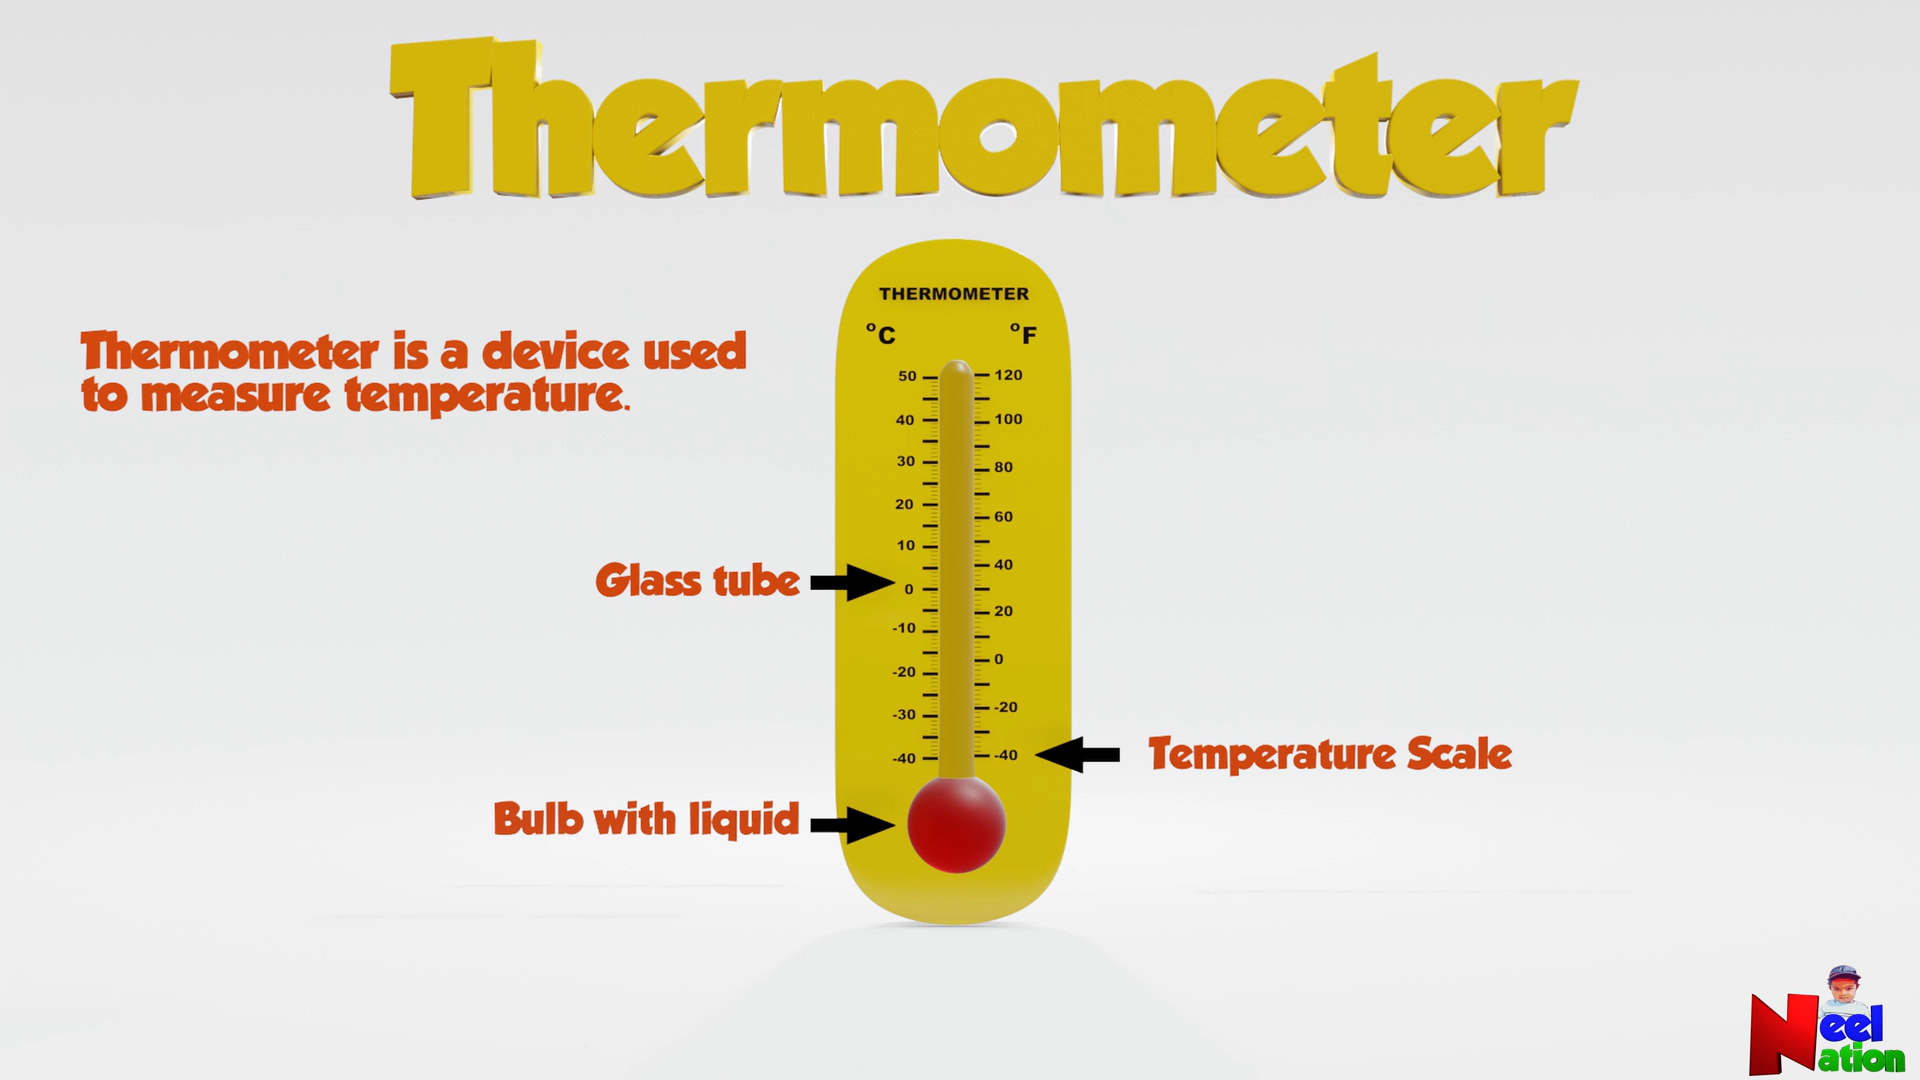 Thermometer
THERMOMETER
°C °F
Thermometer is a device used
to measure temperature.
50 120
40 100
30 80
20 60
10 40
Glass tube
0 20
-10 0
-20 -20
-30 -40
-40
Temperature Scale
Bulb with liquid
Neel
Nation